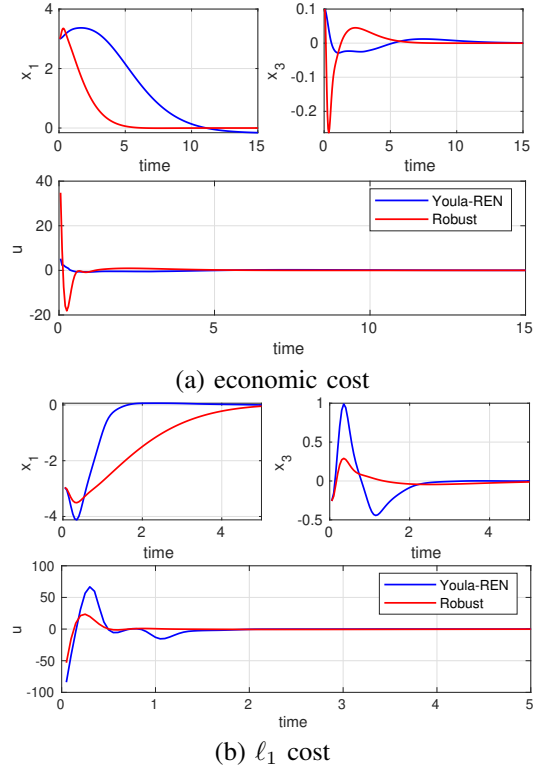 x1
4
2
0
0 5 10 15
time
x3
0.1
0
-0.1
-0.2
0 5 10 15
time
u
40
20
0
-20
0 5 10 15
time
Youla-REN
Robust
(a) economic cost
x1
0
-2
-4
0 2 4
time
x3
1
0.5
0
-0.5
0 2 4
time
u
100
50
0
-50
-100
0 1 2 3 4 5
time
Youla-REN
Robust
(b) ℓ1 cost